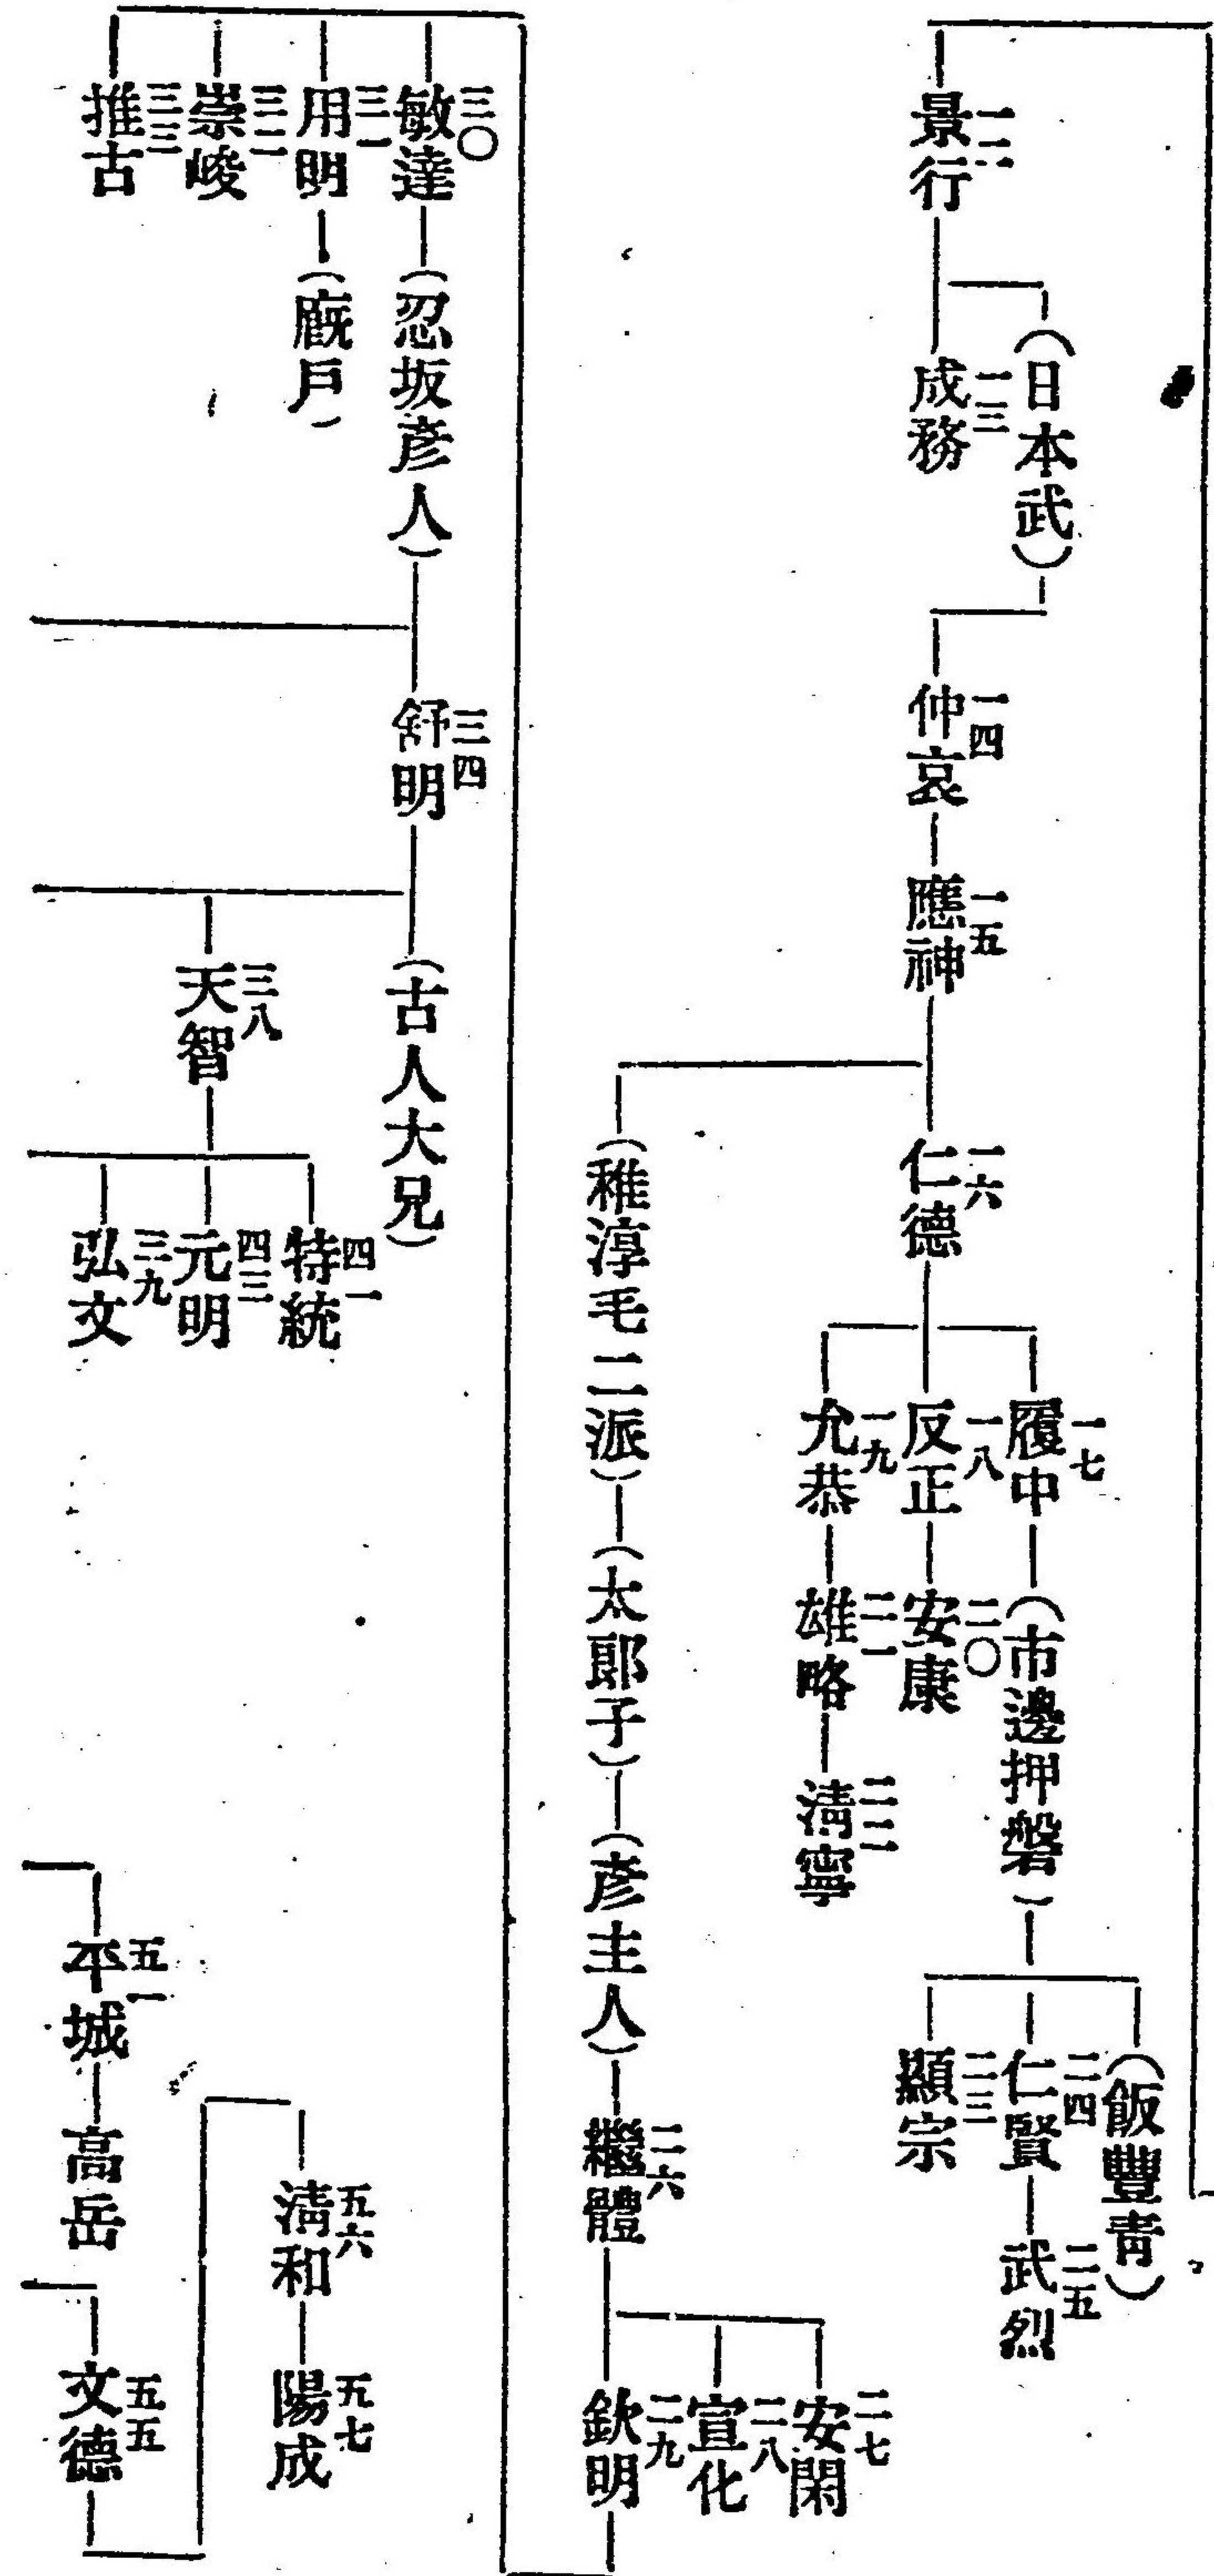 一二
景行
(日本武)
一三
成務
一四
仲哀
一五
應神
一六
仁德
一七
履中
(市邊押磐)
(飯豐靑)
二四
仁賢
二五
武烈
二三
顯宗
一八
反正
二〇
安康
一九
允恭
二一
雄略
二二
淸寧
(稚渟毛二派)
(太郞子)
(彥主人)
二六
繼體
二七
安閑
二八
宣化
二九
欽明
三〇
敏達
(忍坂彥人)
三四
舒明
(古人大兄)
三一
用明
(廐戶)
三二
崇峻
三三
推古
三八
天智
四一
特統
四三
元明
三九
弘文
五六
淸和
五七
陽成
五一
平城
高岳
五五
文德